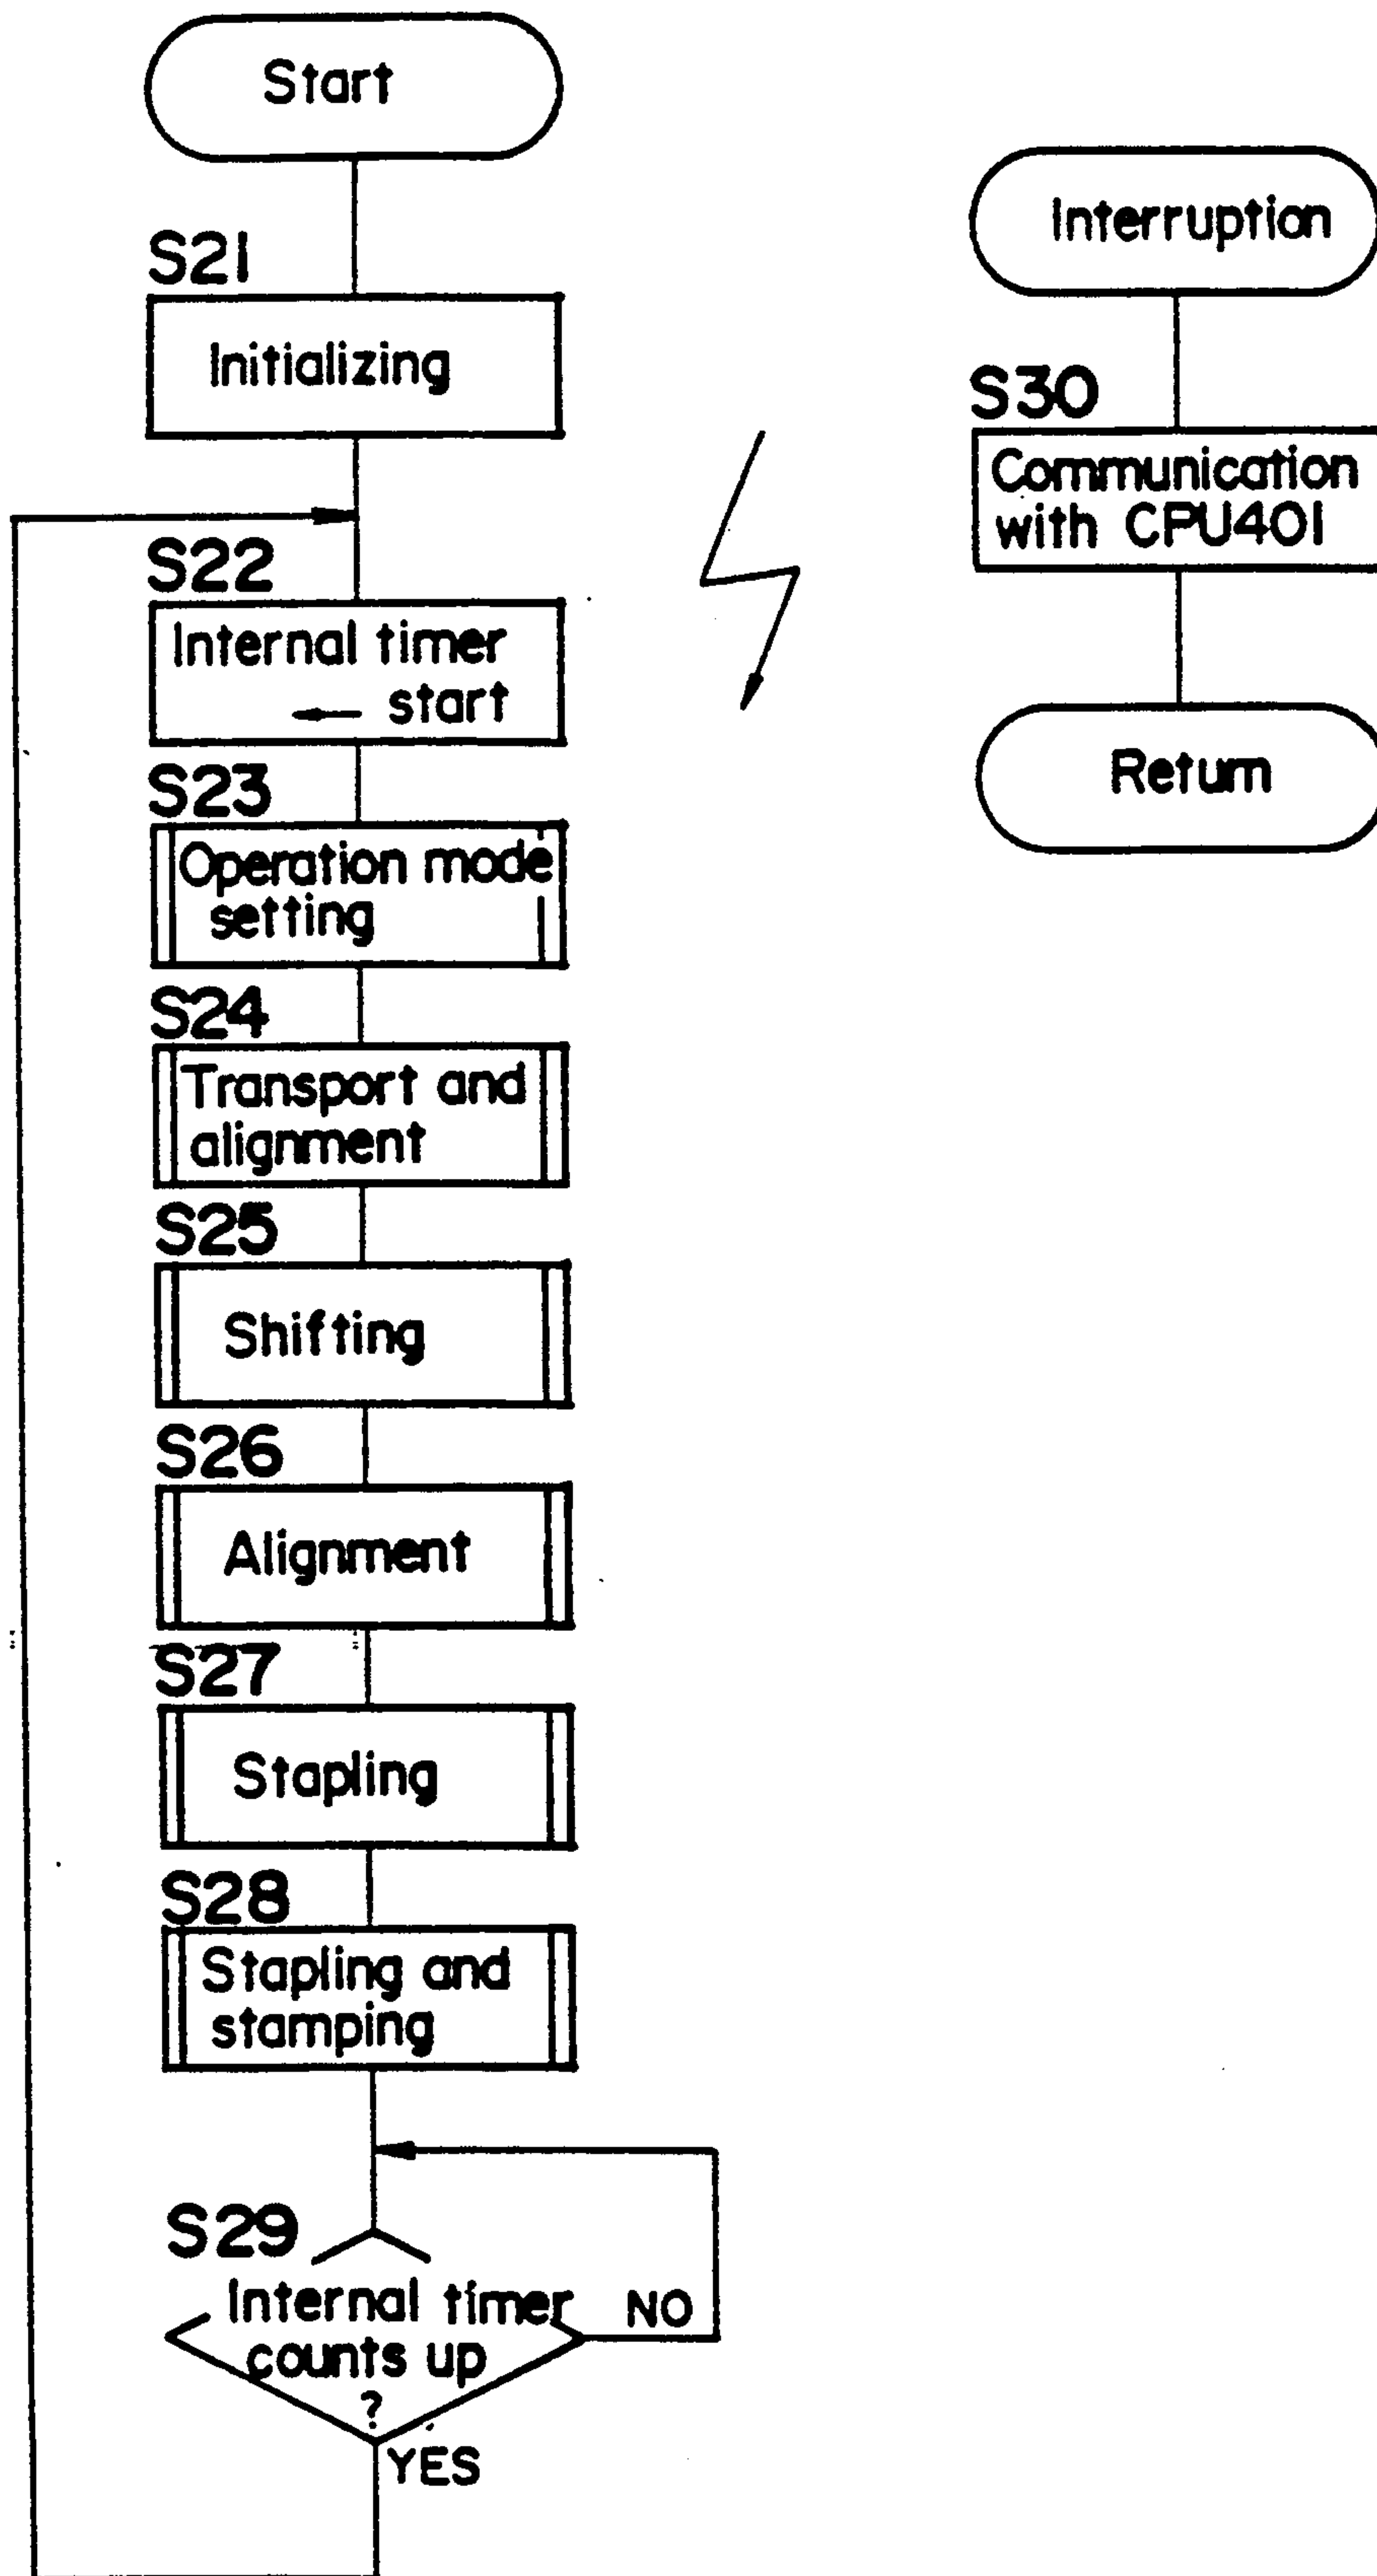 Start
S21
Initializing
S22
Internal timer
← start
S23
Operation mode
setting
S24
Transport and
alignment
S25
Shifting
S26
Alignment
S27
Stapling
S28
Stapling and
stamping
S29
Internal timer
counts up
?
NO
YES
Interruption
S30
Communication
with CPU401
Return